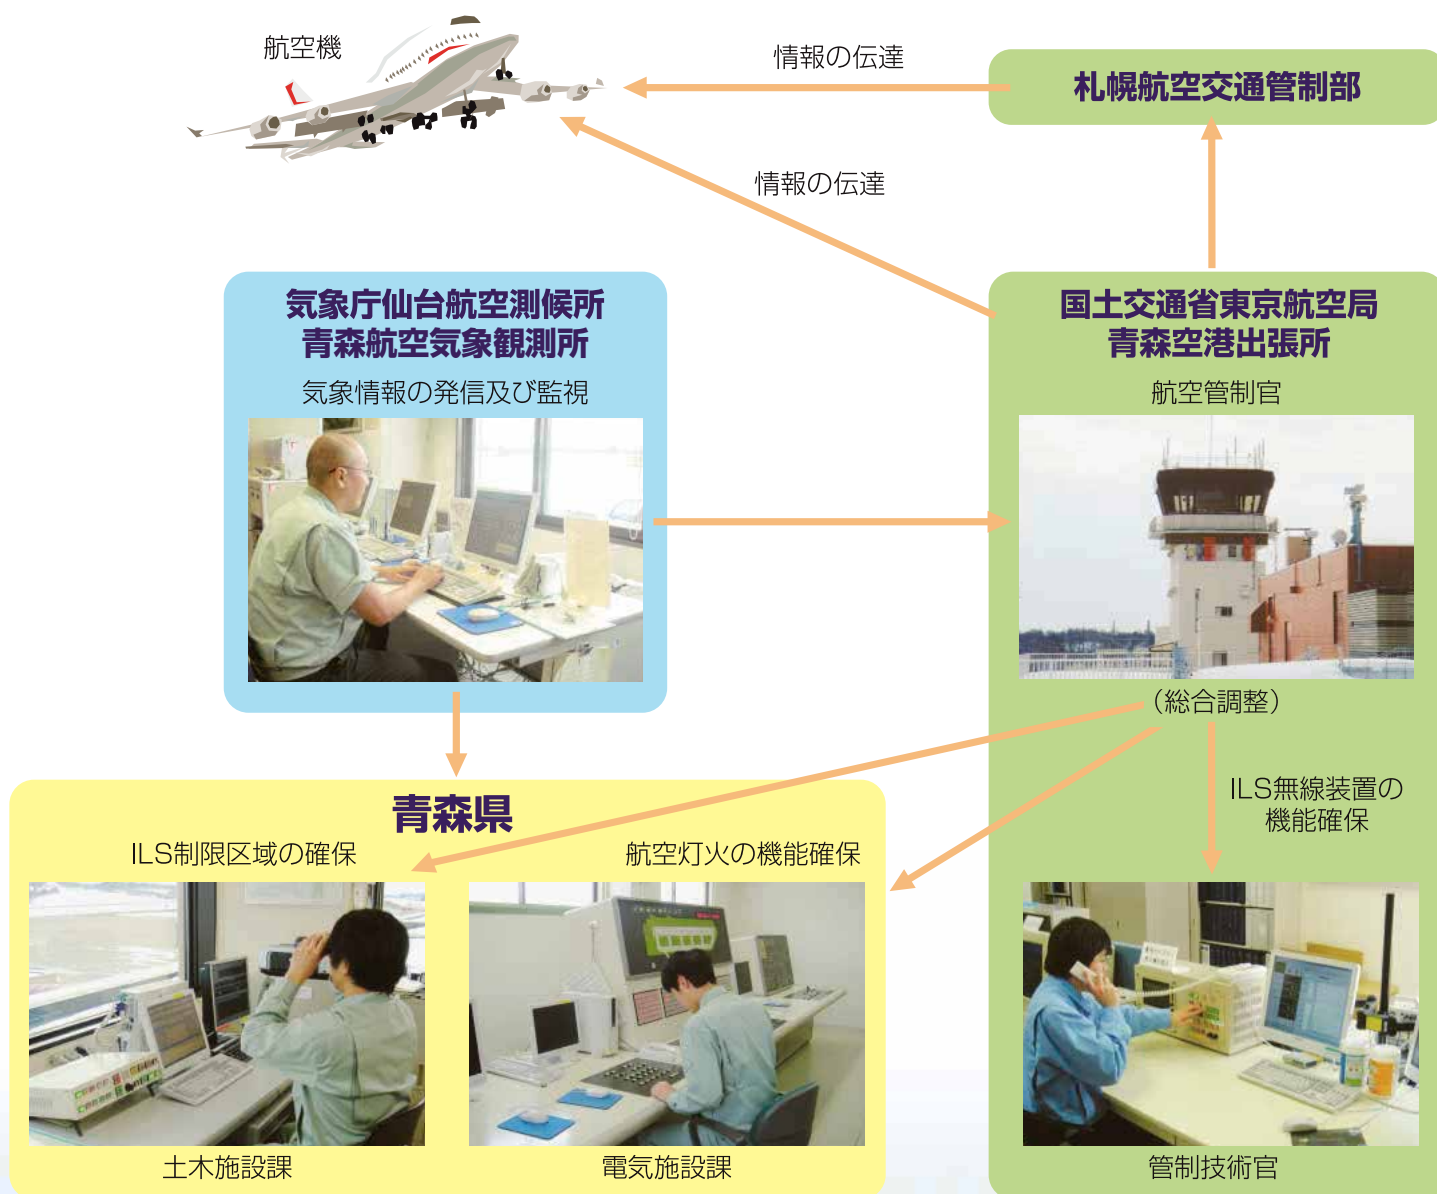 航空機
情報の伝達
札幌航空交通管制部
情報の伝達
気象庁仙台航空測候所
青森航空気象観測所
気象情報の発信及び監視
国土交通省東京航空局
青森空港出張所
航空管制官
（総合調整）
ILS無線装置の
機能確保
青森県
ILS制限区域の確保
航空灯火の機能確保
土木施設課
電気施設課
管制技術官